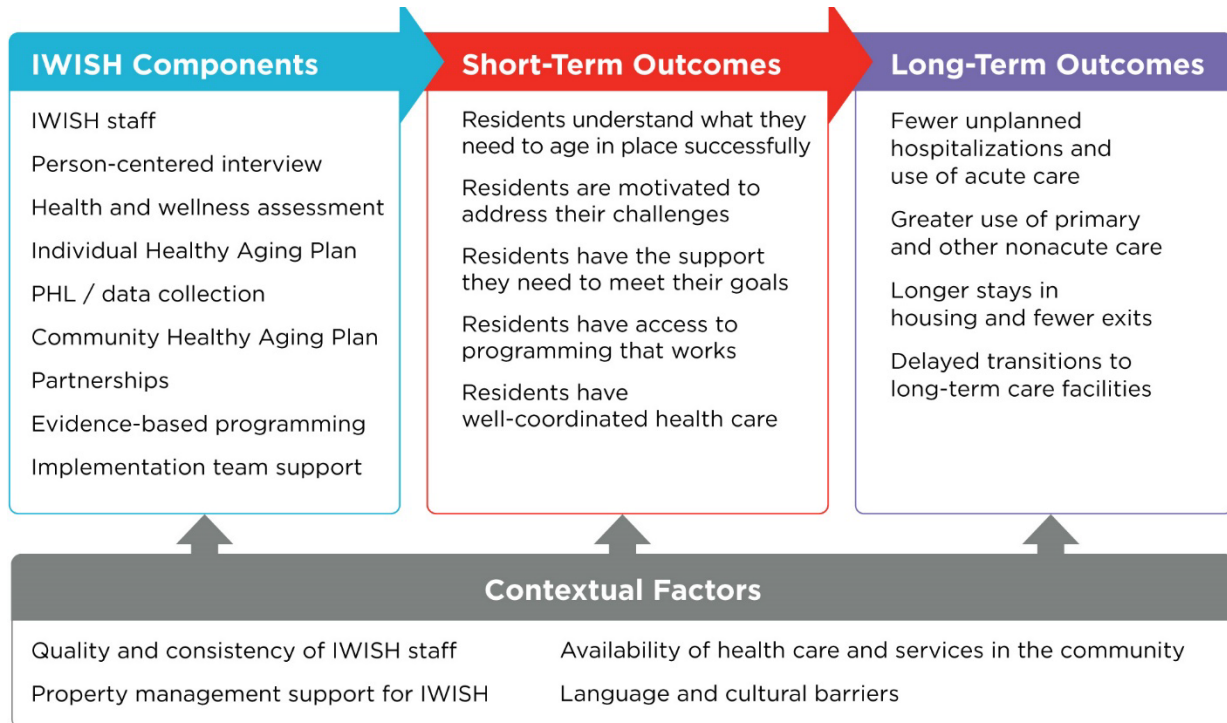 IWISH Components
IWISH staff
Person-centered interview
Health and wellness assessment
Individual Healthy Aging Plan
PHL / data collection
Community Healthy Aging Plan
Partnerships
Evidence-based programming
Implementation team support
Short-Term Outcomes
Residents understand what they
need to age in place successfully
Residents are motivated to
address their challenges
Residents have the support
they need to meet their goals
Residents have access to
programming that works
Residents have
well-coordinated health care
Long-Term Outcomes
Fewer unplanned
hospitalizations and
use of acute care
Greater use of primary
and other nonacute care
Longer stays in
housing and fewer exits
Delayed transitions to
long-term care facilities
Contextual Factors
Quality and consistency of IWISH staff
Property management support for IWISH
Availability of health care and services in the community
Language and cultural barriers